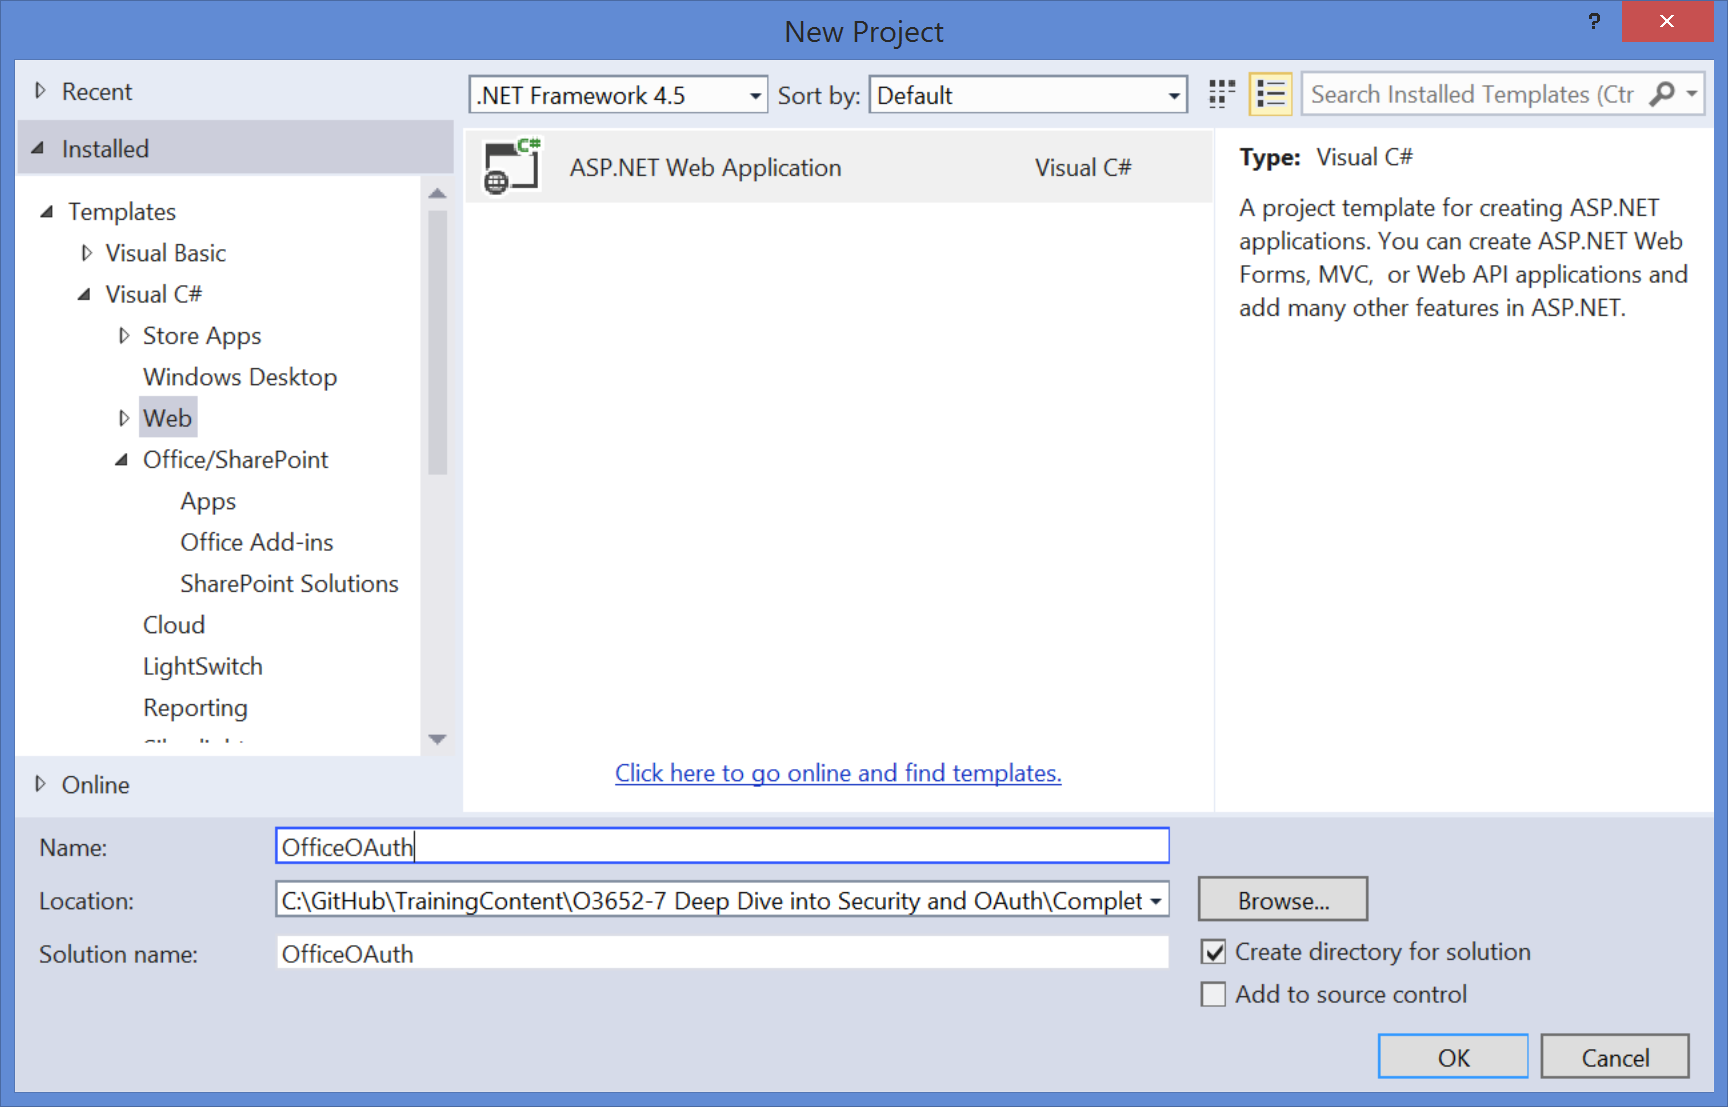 New Project
?
Recent
.NET Framework 4.5
Sort by:
Default
Search Installed Templates (Ctr
Installed
Templates
Visual Basic
Visual C#
Store Apps
Windows Desktop
Web
Office/SharePoint
Apps
Office Add-ins
SharePoint Solutions
Cloud
LightSwitch
Reporting
Online
C#
ASP.NET Web Application
Visual C#
Click here to go online and find templates.
Type: Visual C#
A project template for creating ASP.NET
applications. You can create ASP.NET Web
Forms, MVC, or Web API applications and
add many other features in ASP.NET.
Name:
OfficeOAuth
Location:
C:\GitHub\TrainingContent\O3652-7 Deep Dive into Security and OAuth\Complet
Browse...
Solution name:
OfficeOAuth
Create directory for solution
Add to source control
OK
Cancel